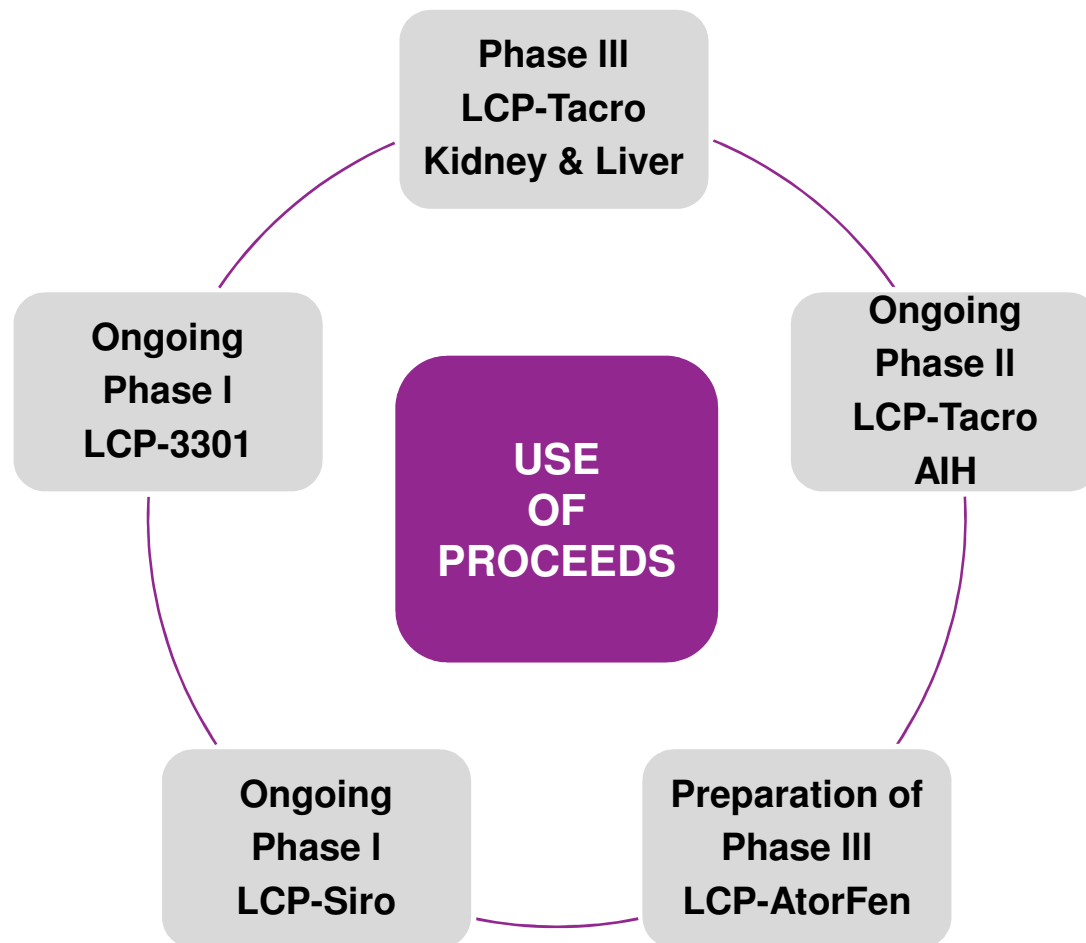 Phase III
LCP-Tacro
Kidney & Liver
Ongoing
Phase II
LCP-Tacro
AIH
Preparation of
Phase III
LCP-AtorFen
Ongoing
Phase I
LCP-Siro
Ongoing
Phase I
LCP-3301
USE
OF
PROCEEDS